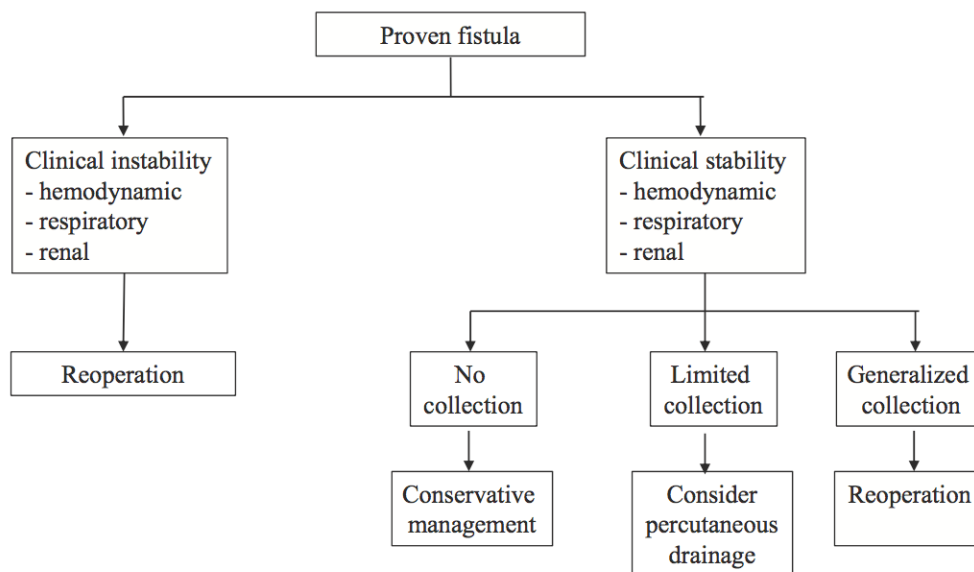 Proven fistula
Clinical instability
- hemodynamic
- respiratory
- renal
Clinical stability
- hemodynamic
- respiratory
- renal
Reoperation
No
collection
Limited
collection
Generalized
collection
Conservative
management
Consider
percutaneous
drainage
Reoperation